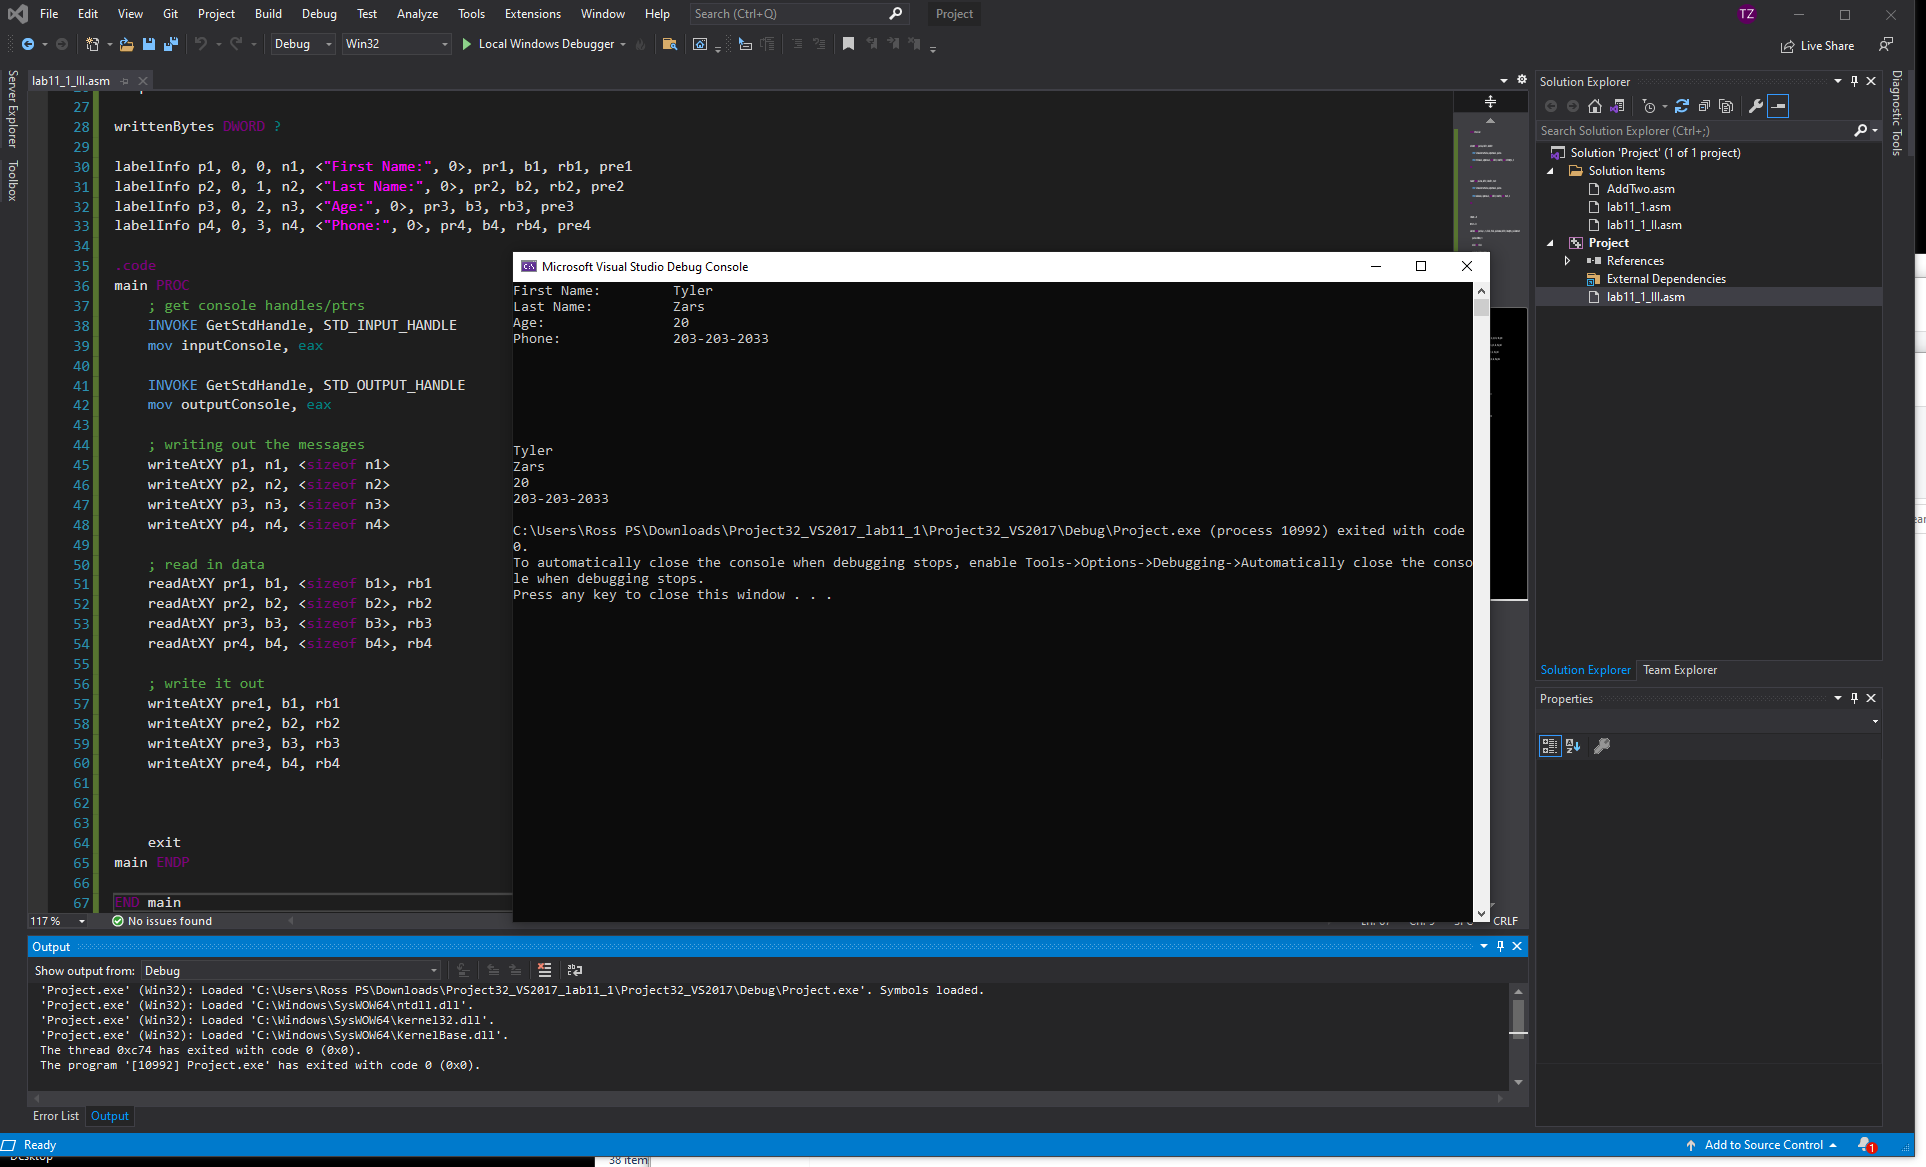 File Edit View Git Project Build Debug Test Analyze Tools Extensions Window Help Search (Ctrl+Q) Project TZ
Debug Win32 Local Windows Debugger Live Share
Server Explorer
Toolbox
lab11_1_III.asm
27
28 writtenBytes DWORD ?
29
30 labelInfo p1, 0, 0, n1, <"First Name:", 0>, pr1, b1, rb1, pre1
31 labelInfo p2, 0, 1, n2, <"Last Name:", 0>, pr2, b2, rb2, pre2
32 labelInfo p3, 0, 2, n3, <"Age:", 0>, pr3, b3, rb3, pre3
33 labelInfo p4, 0, 3, n4, <"Phone:", 0>, pr4, b4, rb4, pre4
34
35 .code
36 main PROC
37 ; get console handles/ptrs
38 INVOKE GetStdHandle, STD_INPUT_HANDLE
39 mov inputConsole, eax
40
41 INVOKE GetStdHandle, STD_OUTPUT_HANDLE
42 mov outputConsole, eax
43
44 ; writing out the messages
45 writeAtXY p1, n1, <sizeof n1>
46 writeAtXY p2, n2, <sizeof n2>
47 writeAtXY p3, n3, <sizeof n3>
48 writeAtXY p4, n4, <sizeof n4>
49
50 ; read in data
51 readAtXY pr1, b1, <sizeof b1>, rb1
52 readAtXY pr2, b2, <sizeof b2>, rb2
53 readAtXY pr3, b3, <sizeof b3>, rb3
54 readAtXY pr4, b4, <sizeof b4>, rb4
55
56 ; write it out
57 writeAtXY pre1, b1, rb1
58 writeAtXY pre2, b2, rb2
59 writeAtXY pre3, b3, rb3
60 writeAtXY pre4, b4, rb4
61
62
63
64 exit
65 main ENDP
66
67 END main
117 % No issues found CRLF
Microsoft Visual Studio Debug Console
First Name: Tyler
Last Name: Zars
Age: 20
Phone: 203-203-2033
Tyler
Zars
20
203-203-2033
C:\Users\Ross PS\Downloads\Project32_VS2017_lab11_1\Project32_VS2017\Debug\Project.exe (process 10992) exited with code
0.
To automatically close the console when debugging stops, enable Tools->Options->Debugging->Automatically close the conso
le when debugging stops.
Press any key to close this window . . .
Output
Show output from: Debug
'Project.exe' (Win32): Loaded 'C:\Users\Ross PS\Downloads\Project32_VS2017_lab11_1\Project32_VS2017\Debug\Project.exe'. Symbols loaded.
'Project.exe' (Win32): Loaded 'C:\Windows\SysWOW64\ntdll.dll'.
'Project.exe' (Win32): Loaded 'C:\Windows\SysWOW64\kernel32.dll'.
'Project.exe' (Win32): Loaded 'C:\Windows\SysWOW64\KernelBase.dll'.
The thread 0xc74 has exited with code 0 (0x0).
The program '[10992] Project.exe' has exited with code 0 (0x0).
Error List Output
Solution Explorer
Search Solution Explorer (Ctrl+;)
Solution 'Project' (1 of 1 project)
Solution Items
AddTwo.asm
lab11_1.asm
lab11_1_II.asm
Project
References
External Dependencies
lab11_1_III.asm
Solution Explorer Team Explorer
Properties
Diagnostic Tools
Ready Add to Source Control 1
Desktop 38 item